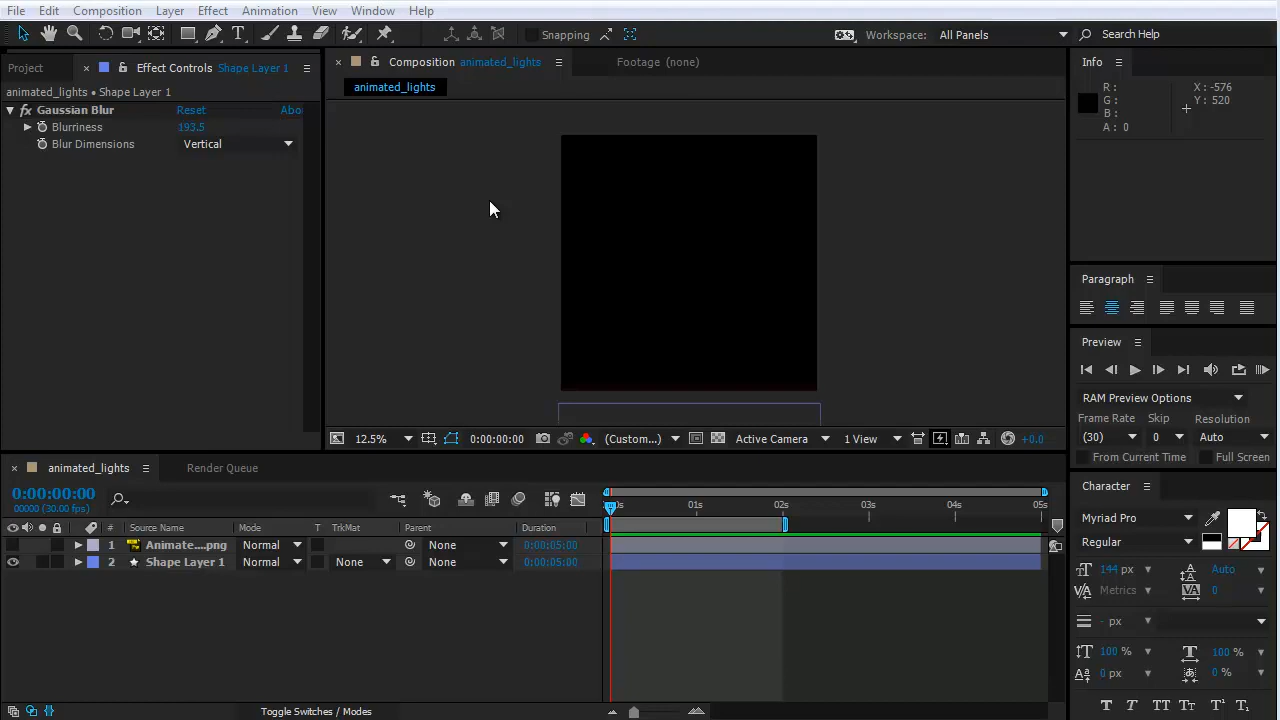 File Edit Composition Layer Effect Animation View Window Help
Snapping Workspace: All Panels Search Help
Project Effect Controls Shape Layer 1
animated_lights • Shape Layer 1
fx Gaussian Blur Reset Abo
Blurriness 193.5
Blur Dimensions Vertical
Composition animated_lights Footage (none)
animated_lights
12.5% 0:00:00:00 (Custom...) Active Camera 1 View +0.0
Info
R: X: -576
G: Y: 520
B:
A: 0
Paragraph
Preview
RAM Preview Options
Frame Rate Skip Resolution
(30) 0 Auto
From Current Time Full Screen
Character
Myriad Pro
Regular
144 px Auto
Metrics 0
- px
100 % 100 %
0 px 0 %
T T TT Tt T¹ T₁
animated_lights Render Queue
0:00:00:00
00000 (30.00 fps)
# Source Name Mode T TrkMat Parent Duration
1 Animate....png Normal None 0:00:05:00
2 Shape Layer 1 Normal None None 0:00:05:00
01s 02s 03s 04s 05s
Toggle Switches / Modes